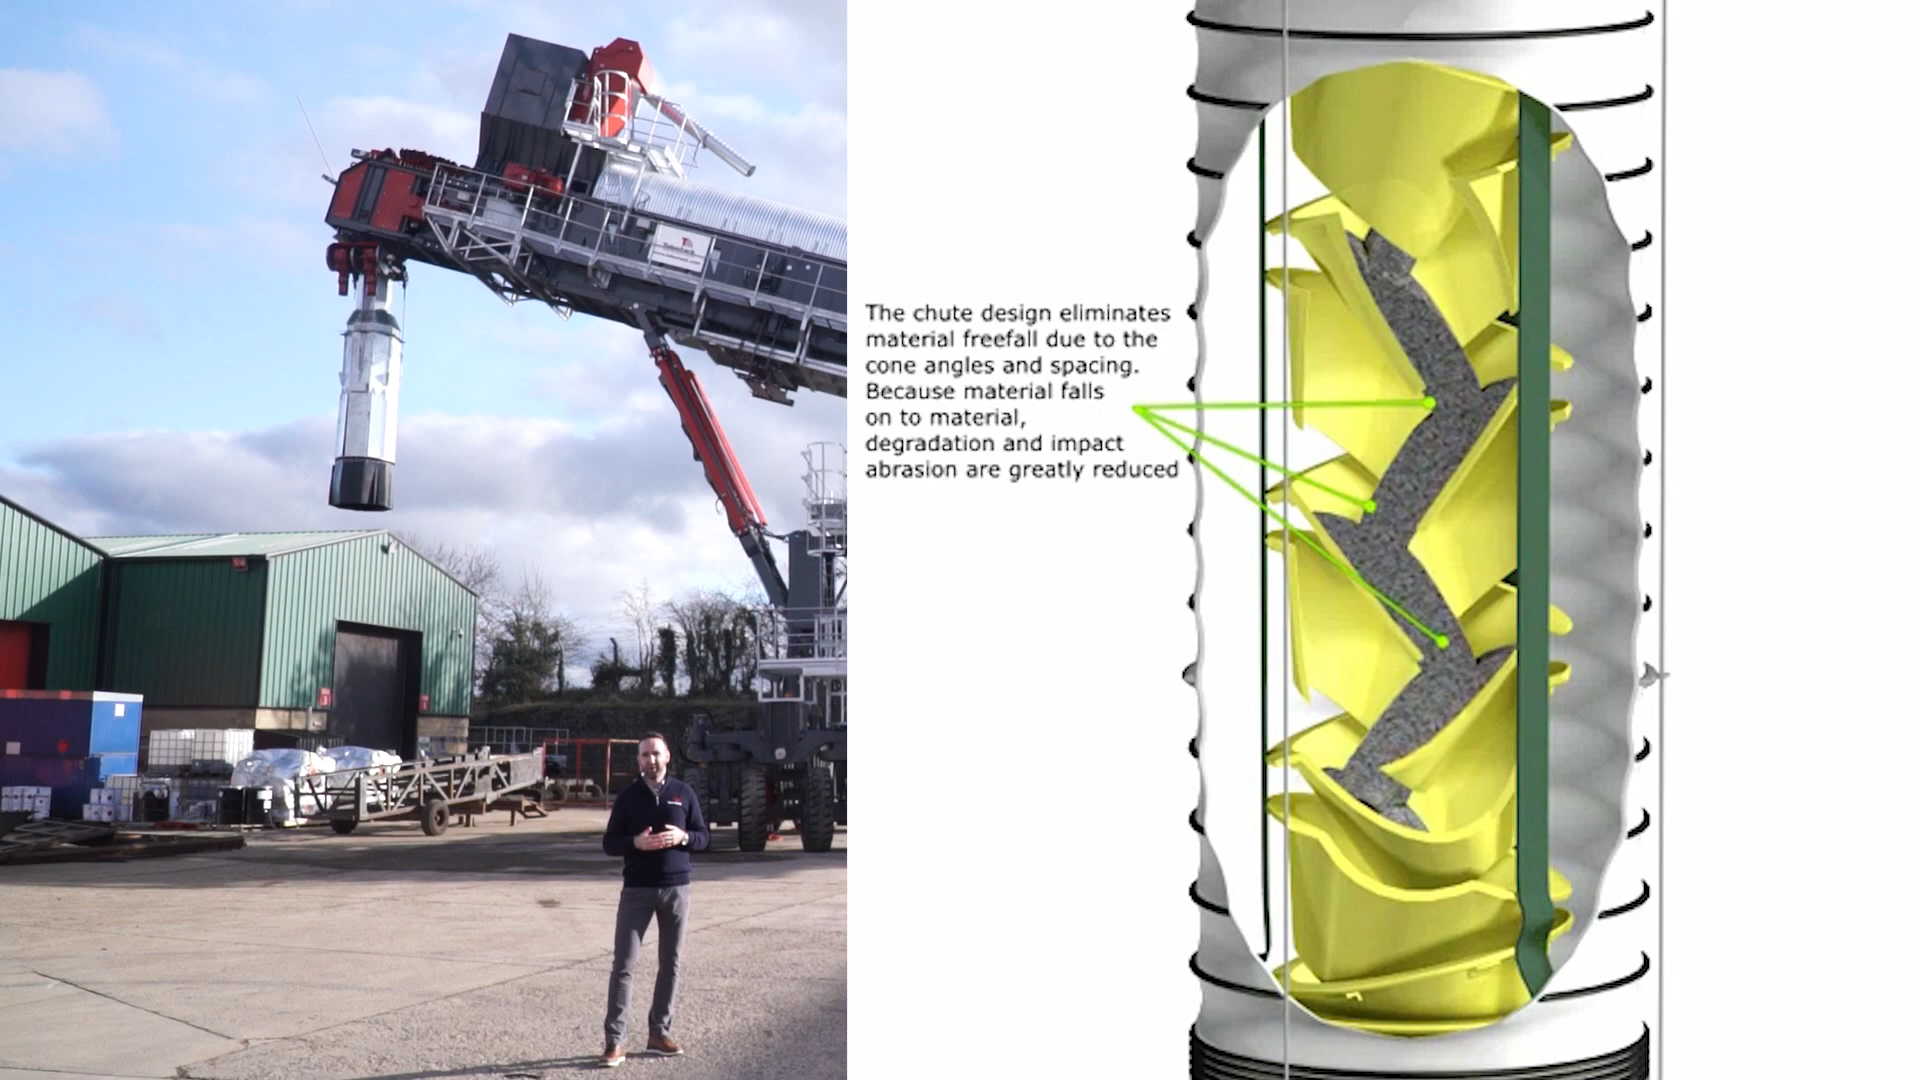 The chute design eliminates
material freefall due to the
cone angles and spacing.
Because material falls
on to material,
degradation and impact
abrasion are greatly reduced